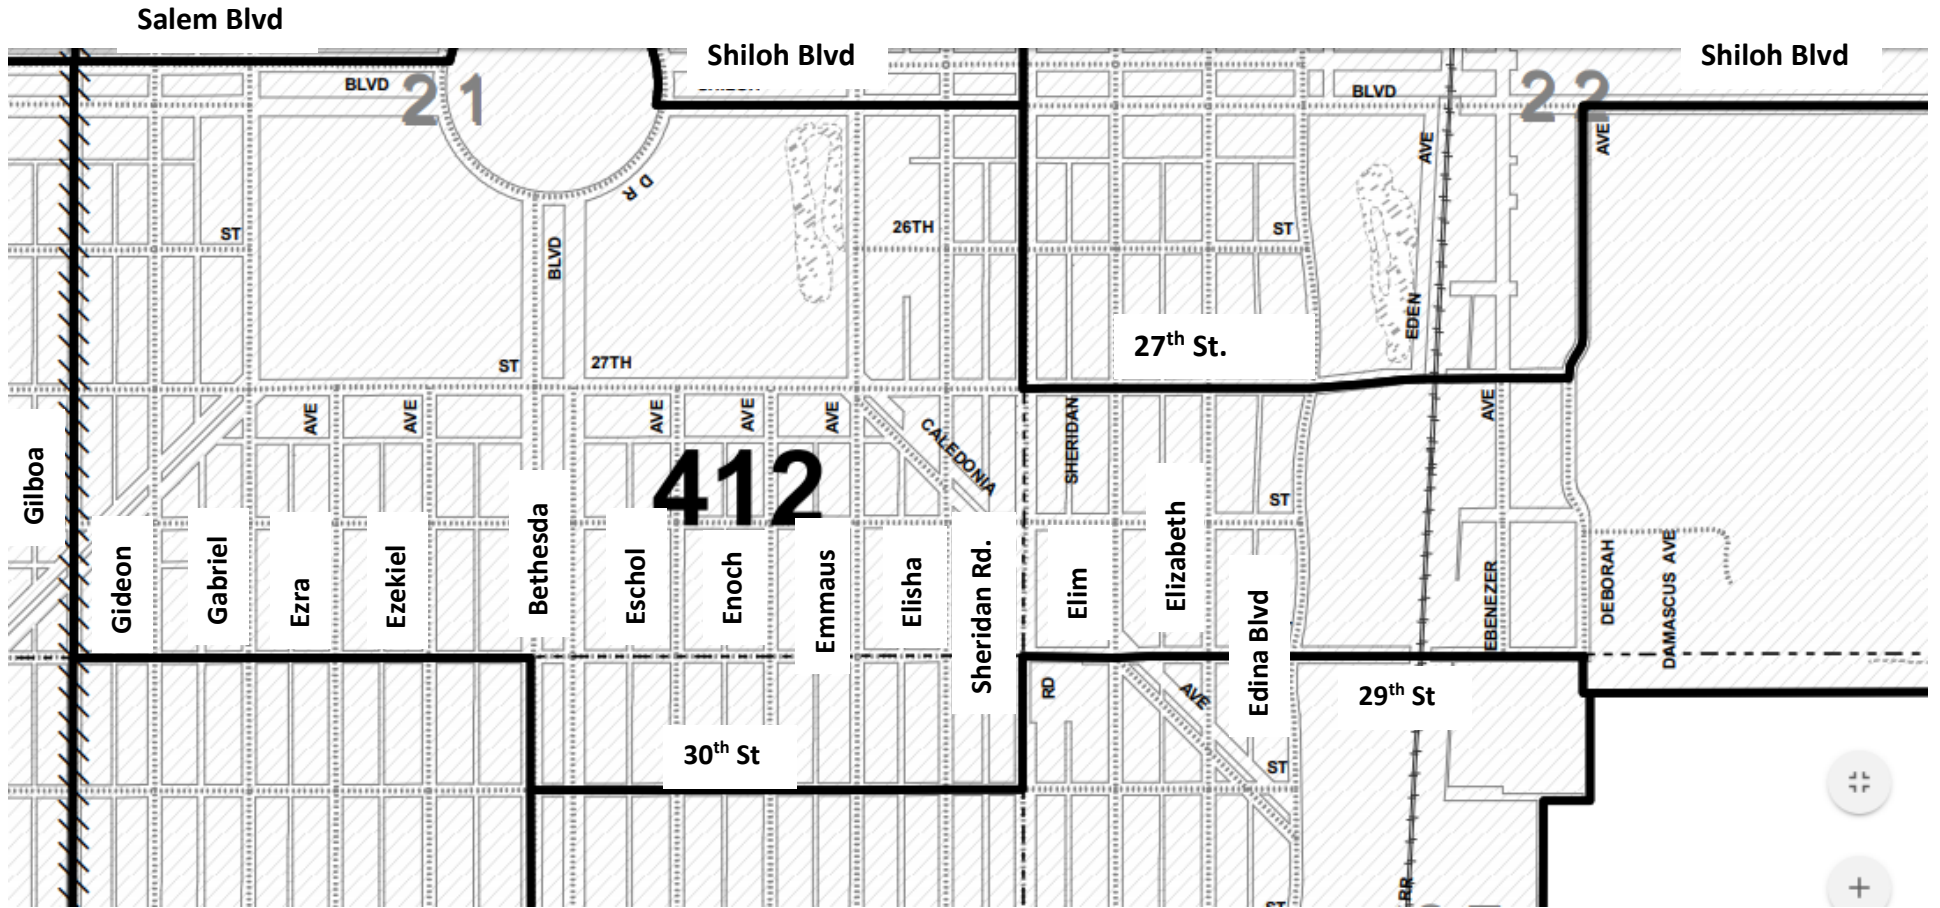 Salem Blvd
Shiloh Blvd
Shiloh Blvd
BLVD
21
BLVD
22
AVE
AVE
DR
ST
BLVD
26TH
ST
EDEN
27th St.
ST
27TH
AVE
AVE
AVE
AVE
AVE
CALEDONIA
SHERIDAN
AVE
412
ST
Gilboa
Gideon
Gabriel
Ezra
Ezekiel
Bethesda
Eschol
Enoch
Emmaus
Elisha
Sheridan Rd.
Elim
Elizabeth
Edina Blvd
EBENEZER
DEBORAH
DAMASCUS AVE
RD
AVE
29th St
30th St
ST
RR